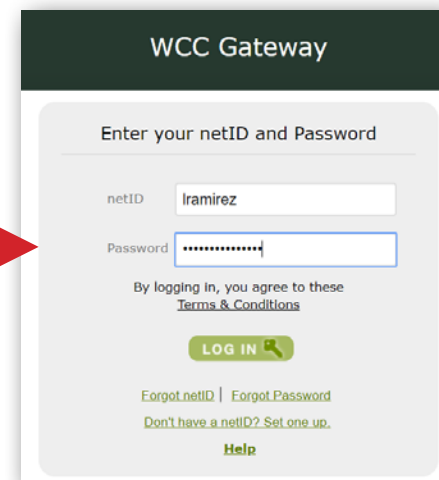 WCC Gateway
Enter your netID and Password
netID
lramirez
Password
•••••••••••••••
By logging in, you agree to these
Terms & Conditions
LOG IN
Forgot netID | Forgot Password
Don't have a netID? Set one up.
Help